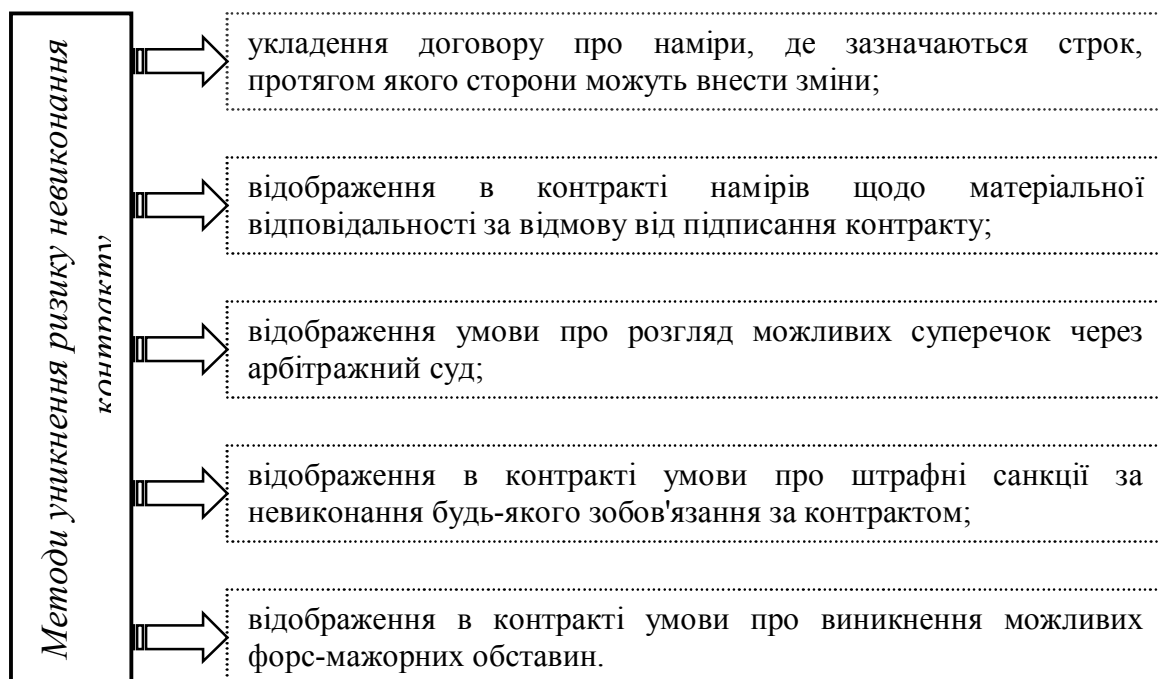 Методи уникнення ризику невиконання
контракту
укладення договору про наміри, де зазначаються строк,
протягом якого сторони можуть внести зміни;
відображення в контракті намірів щодо матеріальної
відповідальності за відмову від підписання контракту;
відображення умови про розгляд можливих суперечок через
арбітражний суд;
відображення в контракті умови про штрафні санкції за
невиконання будь-якого зобов'язання за контрактом;
відображення в контракті умови про виникнення можливих
форс-мажорних обставин.